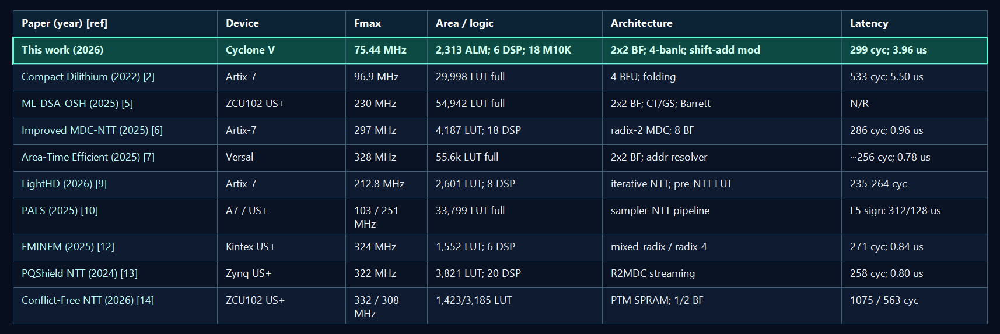 Paper (year) [ref] Device Fmax Area / logic Architecture Latency
This work (2026) Cyclone V 75.44 MHz 2,313 ALM; 6 DSP; 18 M10K 2x2 BF; 4-bank; shift-add mod 299 cyc; 3.96 us
Compact Dilithium (2022) [2] Artix-7 96.9 MHz 29,998 LUT full 4 BFU; folding 533 cyc; 5.50 us
ML-DSA-OSH (2025) [5] ZCU102 US+ 230 MHz 54,942 LUT full 2x2 BF; CT/GS; Barrett N/R
Improved MDC-NTT (2025) [6] Artix-7 297 MHz 4,187 LUT; 18 DSP radix-2 MDC; 8 BF 286 cyc; 0.96 us
Area-Time Efficient (2025) [7] Versal 328 MHz 55.6k LUT full 2x2 BF; addr resolver ~256 cyc; 0.78 us
LightHD (2026) [9] Artix-7 212.8 MHz 2,601 LUT; 8 DSP iterative NTT; pre-NTT LUT 235-264 cyc
PALS (2025) [10] A7 / US+ 103 / 251 33,799 LUT full sampler-NTT pipeline L5 sign: 312/128 us
MHz
EMINEM (2025) [12] Kintex US+ 324 MHz 1,552 LUT; 6 DSP mixed-radix / radix-4 271 cyc; 0.84 us
PQShield NTT (2024) [13] Zynq US+ 322 MHz 3,821 LUT; 20 DSP R2MDC streaming 258 cyc; 0.80 us
Conflict-Free NTT (2026) [14] ZCU102 US+ 332 / 308 1,423/3,185 LUT PTM SPRAM; 1/2 BF 1075 / 563 cyc
MHz